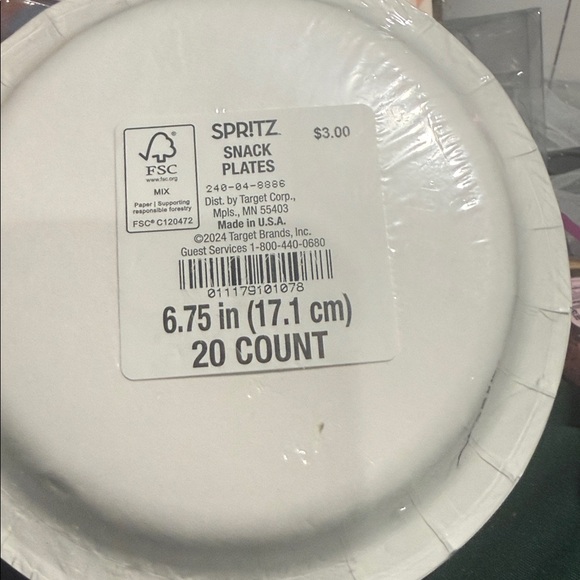 SPRITZ™
$3.00
SNACK
PLATES
240-04-8886
Dist. by Target Corp.,
Mpls., MN 55403
Made in U.S.A.
©2024 Target Brands, Inc.
Guest Services 1-800-440-0680
FSC
www.fsc.org
MIX
Paper | Supporting
responsible forestry
FSC® C120472
011179101078
6.75 in (17.1 cm)
20 COUNT